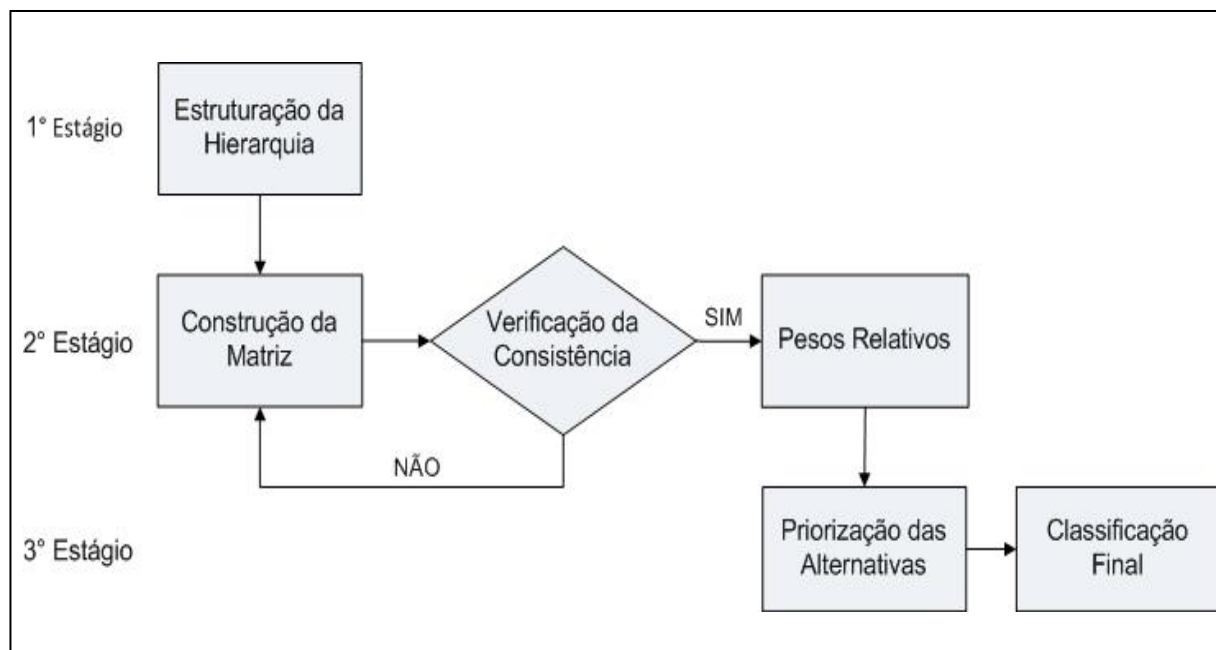 1° Estágio
Estruturação da
Hierarquia
2° Estágio
Construção da
Matriz
Verificação da
Consistência
SIM
Pesos Relativos
NÃO
3° Estágio
Priorização das
Alternativas
Classificação
Final